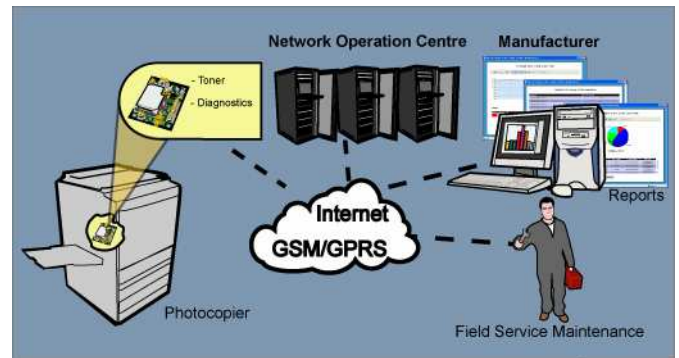 Network Operation Centre
Manufacturer
- Toner
- Diagnostics
Internet
GSM/GPRS
Reports
Photocopier
Field Service Maintenance